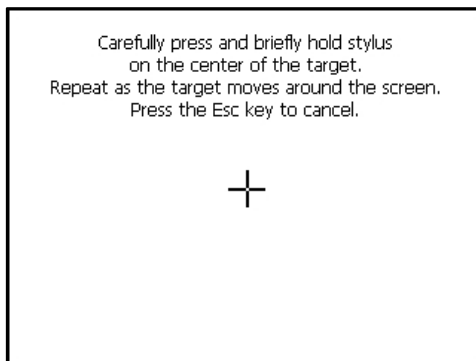 Carefully press and briefly hold stylus
on the center of the target.
Repeat as the target moves around the screen.
Press the Esc key to cancel.